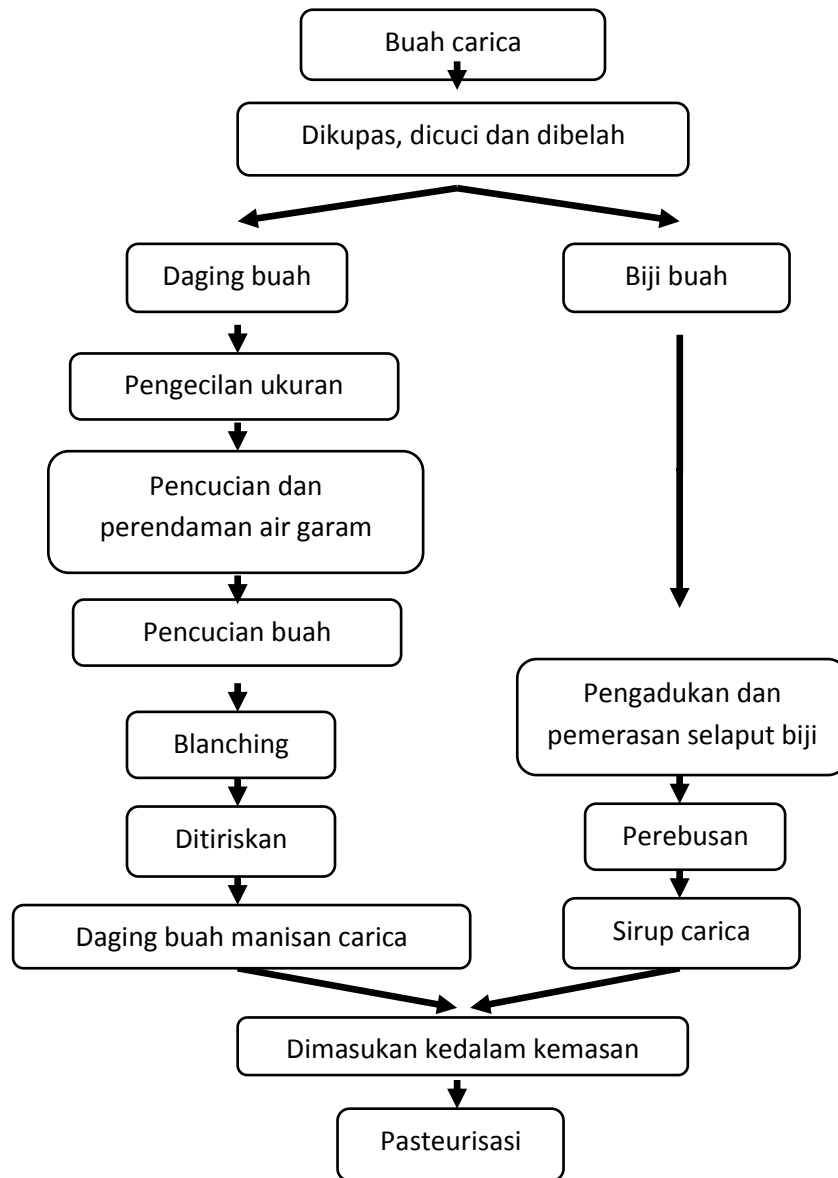 Buah carica
Dikupas, dicuci dan dibelah
Daging buah
Biji buah
Pengecilan ukuran
Pencucian dan
perendaman air garam
Pencucian buah
Pengadukan dan
pemerasan selaput biji
Blanching
Ditiriskan
Perebusan
Daging buah manisan carica
Sirup carica
Dimasukan kedalam kemasan
Pasteurisasi